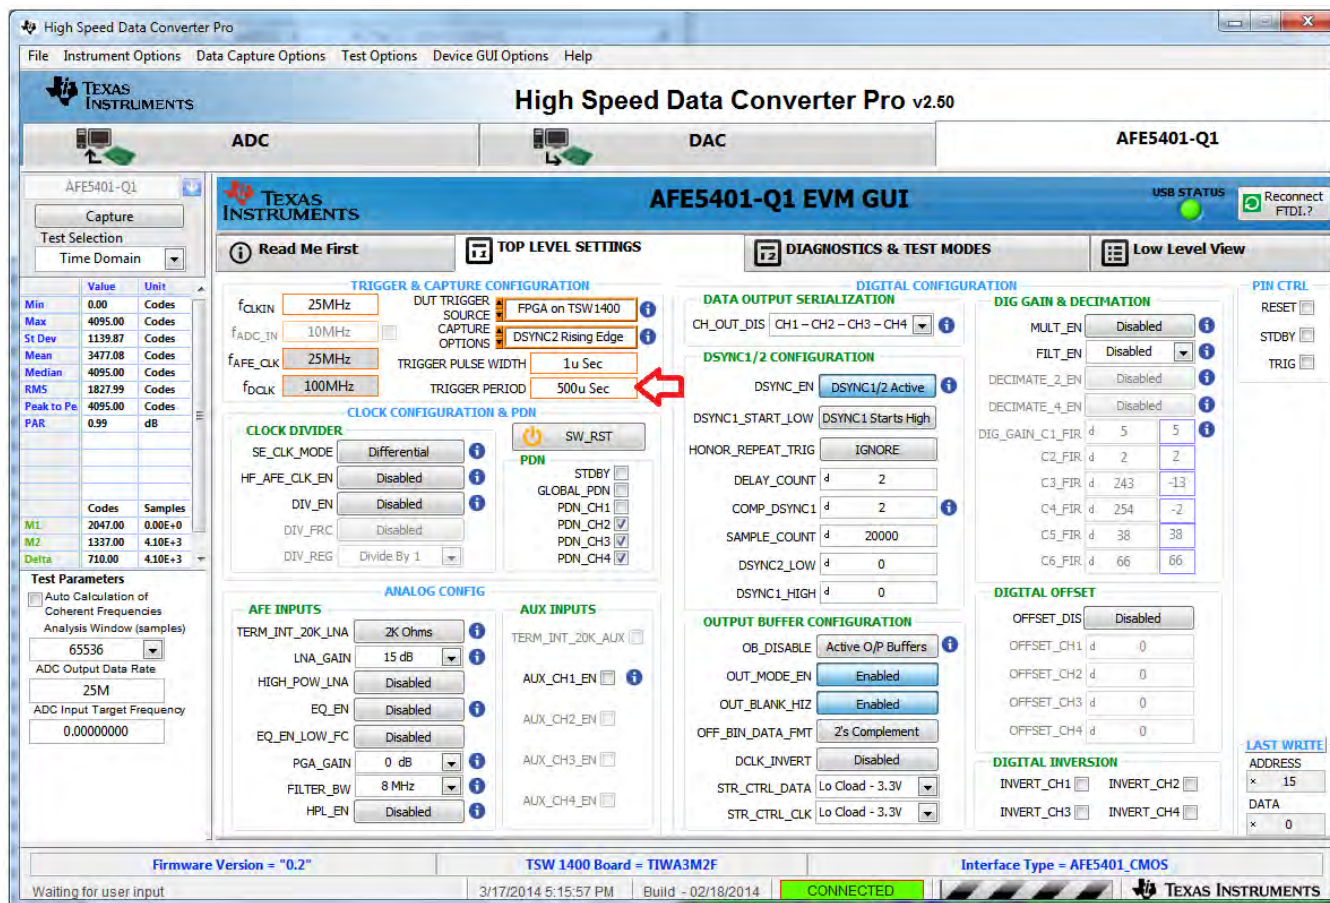 High Speed Data Converter Pro
File Instrument Options Data Capture Options Test Options Device GUI Options Help
TEXAS INSTRUMENTS
High Speed Data Converter Pro v2.50
ADC
DAC
AFE5401-Q1
AFE5401-Q1
Capture
Test Selection
Time Domain
Value Unit
Min 0.00 Codes
Max 4095.00 Codes
St Dev 1139.87 Codes
Mean 3477.08 Codes
Median 4095.00 Codes
RMS 1827.99 Codes
Peak to Pe 4095.00 Codes
PAR 0.99 dB
Codes Samples
M1 2047.00 0.00E+0
M2 1337.00 4.10E+3
Delta 710.00 4.10E+3
Test Parameters
Auto Calculation of
Coherent Frequencies
Analysis Window (samples)
65536
ADC Output Data
Rate
25M
ADC Input Target Frequency
0.00000000
TEXAS INSTRUMENTS
AFE5401-Q1 EVM GUI
USB STATUS
Reconnect
FTDI.?
Read Me First
TOP LEVEL SETTINGS
DIAGNOSTICS & TEST MODES
Low Level View
TRIGGER & CAPTURE CONFIGURATION
fCLKIN 25MHz
fADC_IN 10MHz
fAFE_CLK 25MHz
fDCLK 100MHz
DUT TRIGGER SOURCE FPGA on TSW1400
CAPTURE OPTIONS DSYNC2 Rising Edge
TRIGGER PULSE WIDTH 1u Sec
TRIGGER PERIOD 500u Sec
CLOCK CONFIGURATION & PDN
CLOCK DIVIDER
SE_CLK_MODE Differential
HF_AFE_CLK_EN Disabled
DIV_EN Disabled
DIV_FRC Disabled
DIV_REG Divide By 1
SW_RST
PDN
STDBY
GLOBAL_PDN
PDN_CH1
PDN_CH2
PDN_CH3
PDN_CH4
ANALOG CONFIG
AFE INPUTS
TERM_INT_20K_LNA 2K Ohms
LNA_GAIN 15 dB
HIGH_POW_LNA Disabled
EQ_EN Disabled
EQ_EN_LOW_FC Disabled
PGA_GAIN 0 dB
FILTER_BW 8 MHz
HPL_EN Disabled
AUX INPUTS
TERM_INT_20K_AUX
AUX_CH1_EN
AUX_CH2_EN
AUX_CH3_EN
AUX_CH4_EN
DIGITAL CONFIGURATION
DATA OUTPUT SERIALIZATION
CH_OUT_DIS CH1 – CH2 – CH3 – CH4
DSYNC1/2 CONFIGURATION
DSYNC_EN DSYNC1/2 Active
DSYNC1_START_LOW DSYNC1 Starts High
HONOR_REPEAT_TRIG IGNORE
DELAY_COUNT d 2
COMP_DSYNC1 d 2
SAMPLE_COUNT d 20000
DSYNC2_LOW d 0
DSYNC1_HIGH d 0
OUTPUT BUFFER CONFIGURATION
OB_DISABLE Active O/P Buffers
OUT_MODE_EN Enabled
OUT_BLANK_HIZ Enabled
OFF_BIN_DATA_FMT 2's Complement
DCLK_INVERT Disabled
STR_CTRL_DATA Lo Cload - 3.3V
STR_CTRL_CLK Lo Cload - 3.3V
DIG GAIN & DECIMATION
MULT_EN Disabled
FILT_EN Disabled
DECIMATE_2_EN Disabled
DECIMATE_4_EN Disabled
DIG_GAIN_C1_FIR d 5 5
C2_FIR d 2 2
C3_FIR d 243 -13
C4_FIR d 254 -2
C5_FIR d 38 38
C6_FIR d 66 66
DIGITAL OFFSET
OFFSET_DIS Disabled
OFFSET_CH1 d 0
OFFSET_CH2 d 0
OFFSET_CH3 d 0
OFFSET_CH4 d 0
DIGITAL INVERSION
INVERT_CH1 INVERT_CH2
INVERT_CH3 INVERT_CH4
PIN CTRL
RESET
STDBY
TRIG
LAST WRITE
ADDRESS
x 15
DATA
x 0
Firmware Version = "0.2"
TSW 1400 Board = TIWA3M2F
Interface Type = AFE5401_CMOS
Waiting for user input
3/17/2014 5:15:57 PM
Build - 02/18/2014
CONNECTED
TEXAS INSTRUMENTS